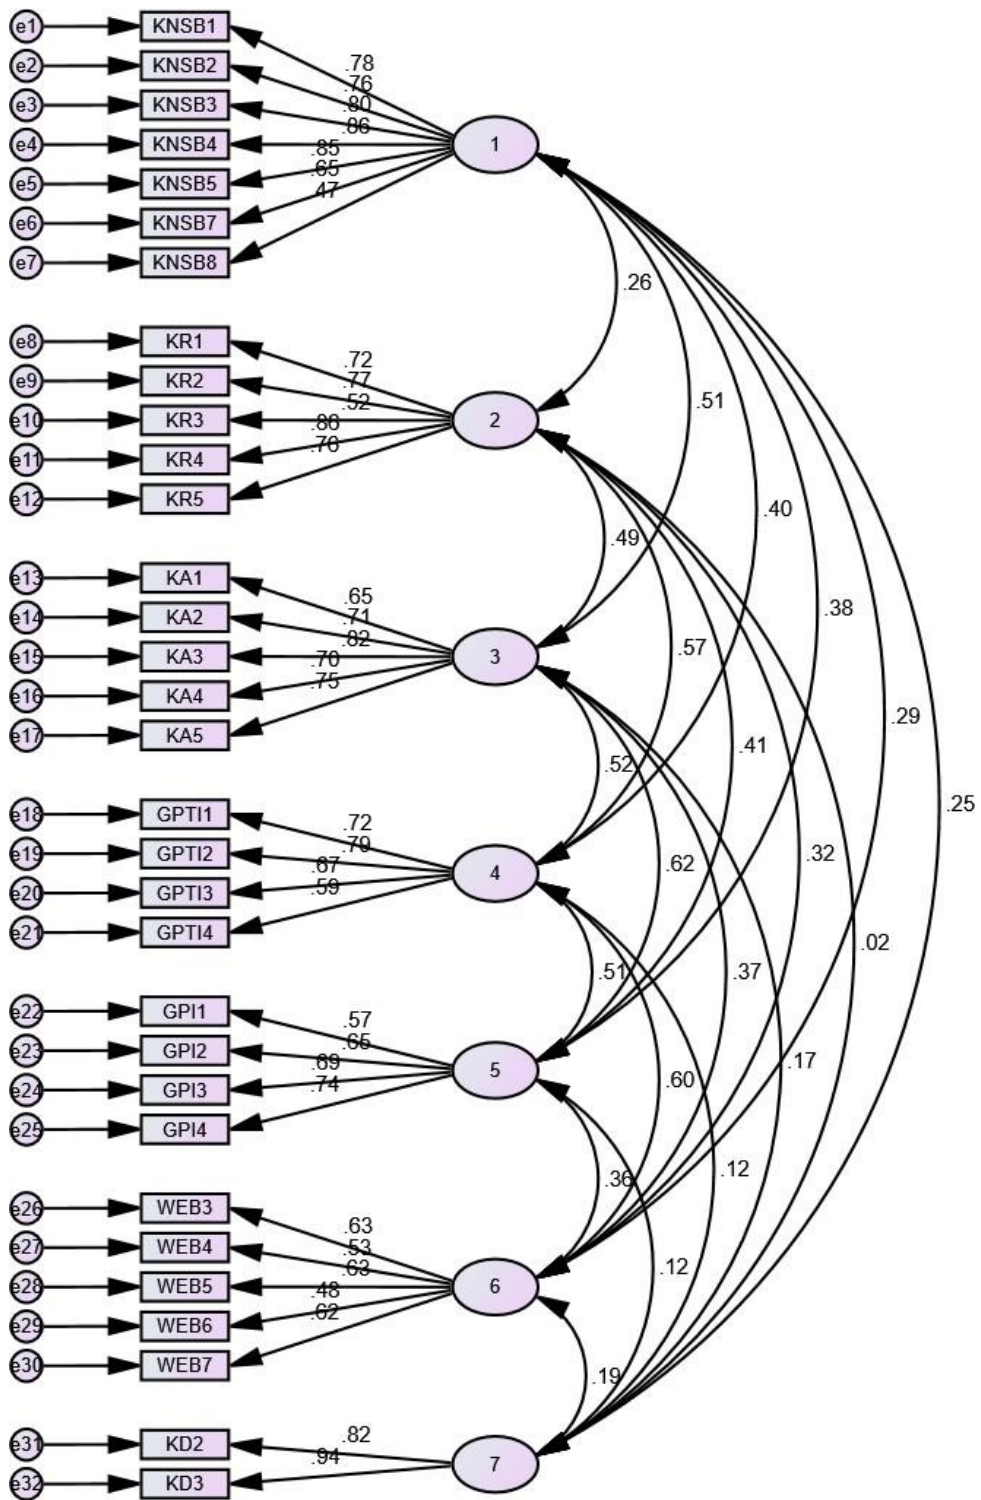 e1 KNSB1
.78
e2 KNSB2
.76
e3 KNSB3
.80
e4 KNSB4
.86
1
e5 KNSB5
.85
e6 KNSB7
.65
e7 KNSB8
.47
.26
e8 KR1
.72
e9 KR2
.77
e10 KR3
.52
2
.51
e11 KR4
.86
e12 KR5
.76
.40
.49
e13 KA1
.65
.38
e14 KA2
.71
e15 KA3
.82
3
.57
e16 KA4
.70
e17 KA5
.75
.29
.41
.52
.25
e18 GPTI1
.72
e19 GPTI2
.79
4
.62
.32
e20 GPTI3
.67
e21 GPTI4
.59
.02
.51
.37
e22 GPI1
.57
e23 GPI2
.65
5
.60
.17
e24 GPI3
.69
e25 GPI4
.74
.36
.12
e26 WEB3
.63
e27 WEB4
.53
e28 WEB5
.63
6
.12
e29 WEB6
.48
e30 WEB7
.62
.19
e31 KD2
.82
7
e32 KD3
.94